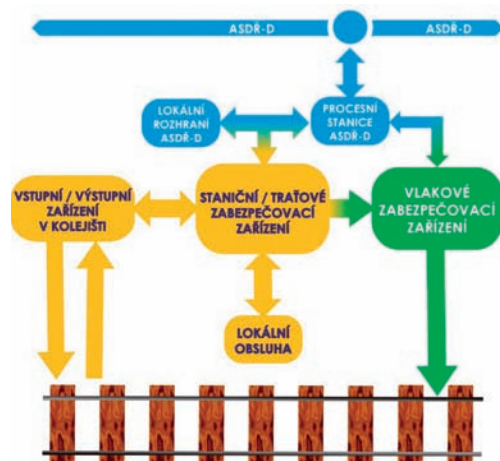 ASDŘ-D
ASDŘ-D
LOKÁLNÍ
ROZHRANÍ
ASDŘ-D
PROCESNÍ
STANICE
ASDŘ-D
VSTUPNÍ / VÝSTUPNÍ
ZAŘÍZENÍ
V KOLEJIŠTI
STANIČNÍ / TRAŤOVÉ
ZABEZPEČOVACÍ
ZAŘÍZENÍ
VLAKOVÉ
ZABEZPEČOVACÍ
ZAŘÍZENÍ
LOKÁLNÍ
OBSLUHA